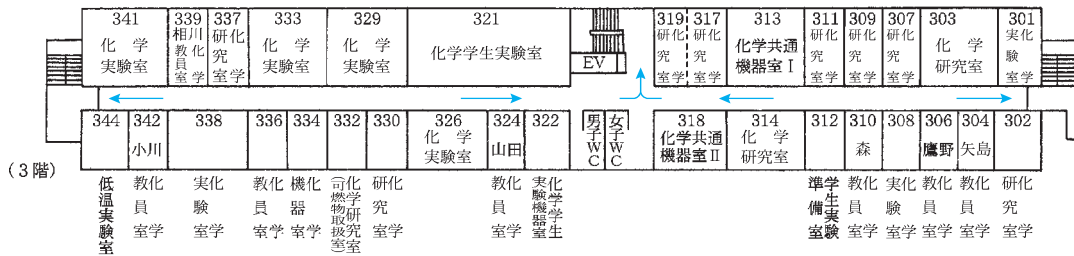 341
化学
実験室
339
相川
化学教員室
337
化学研究室
333
化学
実験室
329
化学
実験室
321
化学学生実験室
EV
319
化学研究室
317
化学研究室
313
化学共通
機器室Ⅰ
311
化学研究室
309
化学研究室
307
化学研究室
303
化学
研究室
301
化学実験室
344
342
小川
338
336
334
332
330
326
化学
実験室
324
山田
322
男子WC
女子WC
318
化学共通
機器室Ⅱ
314
化学
研究室
312
310
森
308
306
鷹野
304
矢島
302
(3階)
低温実験室
化学教員室
化学実験室
化学教員室
化学機器室
化学研究室
(可燃物取扱室)
化学研究室
化学教員室
化学学生
実験機器室
学生実験
準備室
化学教員室
化学実験室
化学教員室
化学教員室
化学研究室